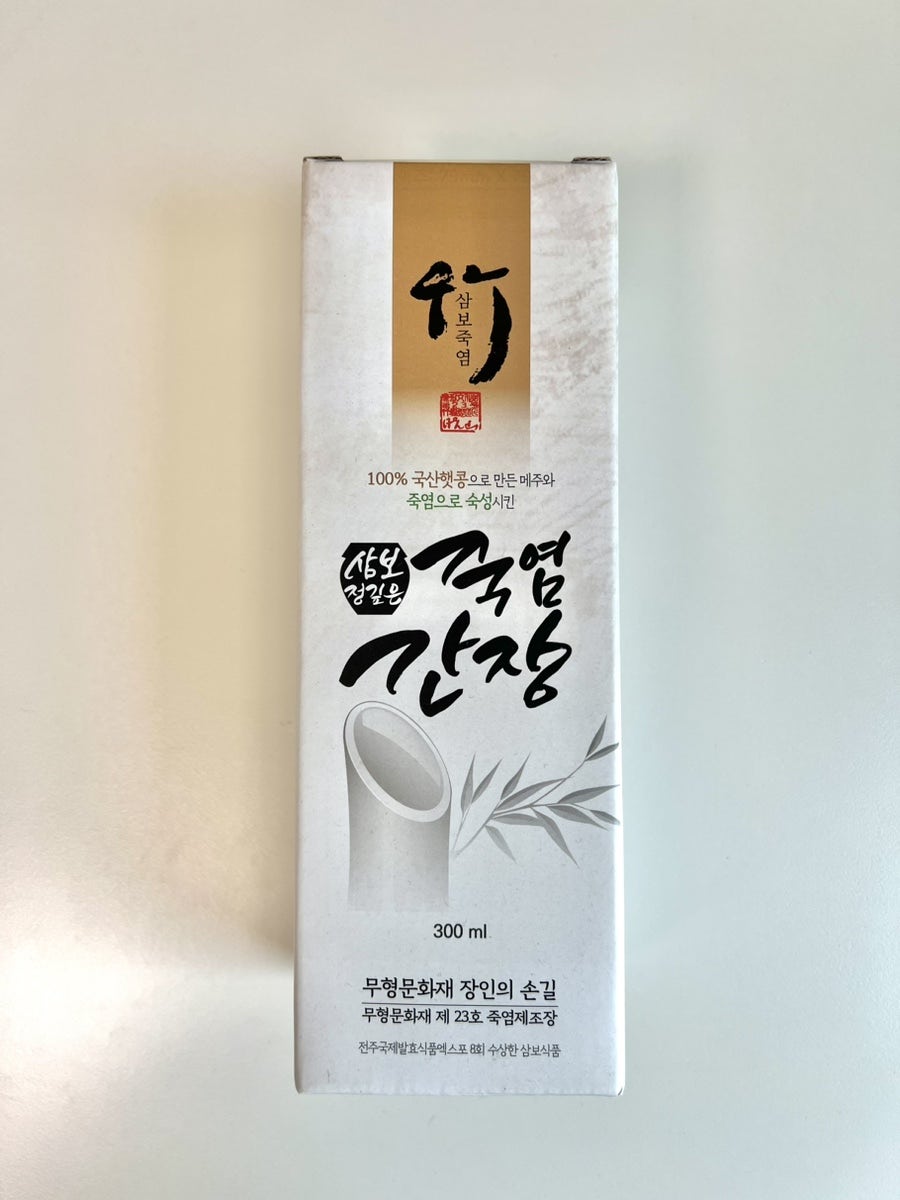 竹
삼보죽염
100% 국산햇콩으로 만든 메주와
죽염으로 숙성시킨
삼보
정깊은
죽염
간장
300 ml
무형문화재 장인의 손길
무형문화재 제 23호 죽염제조장
전주국제발효식품엑스포 8회 수상한 삼보식품